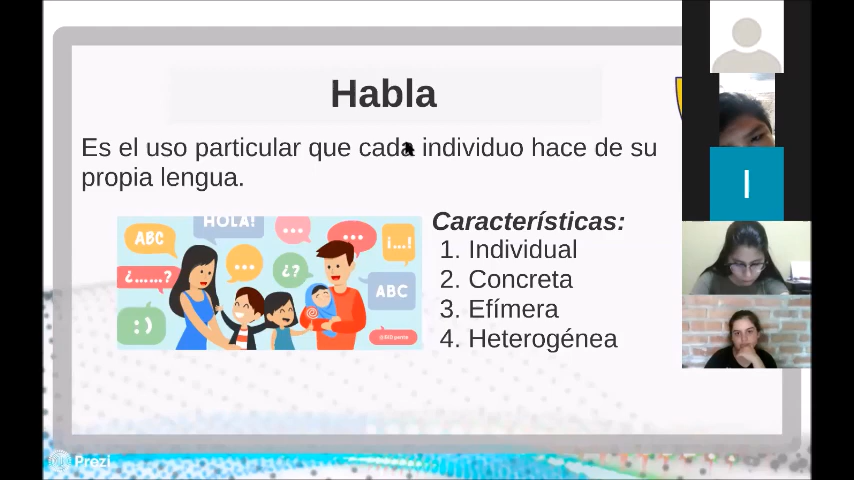 Habla
Es el uso particular que cada individuo hace de su
propia lengua.
Características:
1. Individual
2. Concreta
3. Efímera
4. Heterogénea
HOLA!
ABC
...
...
¡...!
¿......?
...
¿?
ABC
:)
I
Prezi